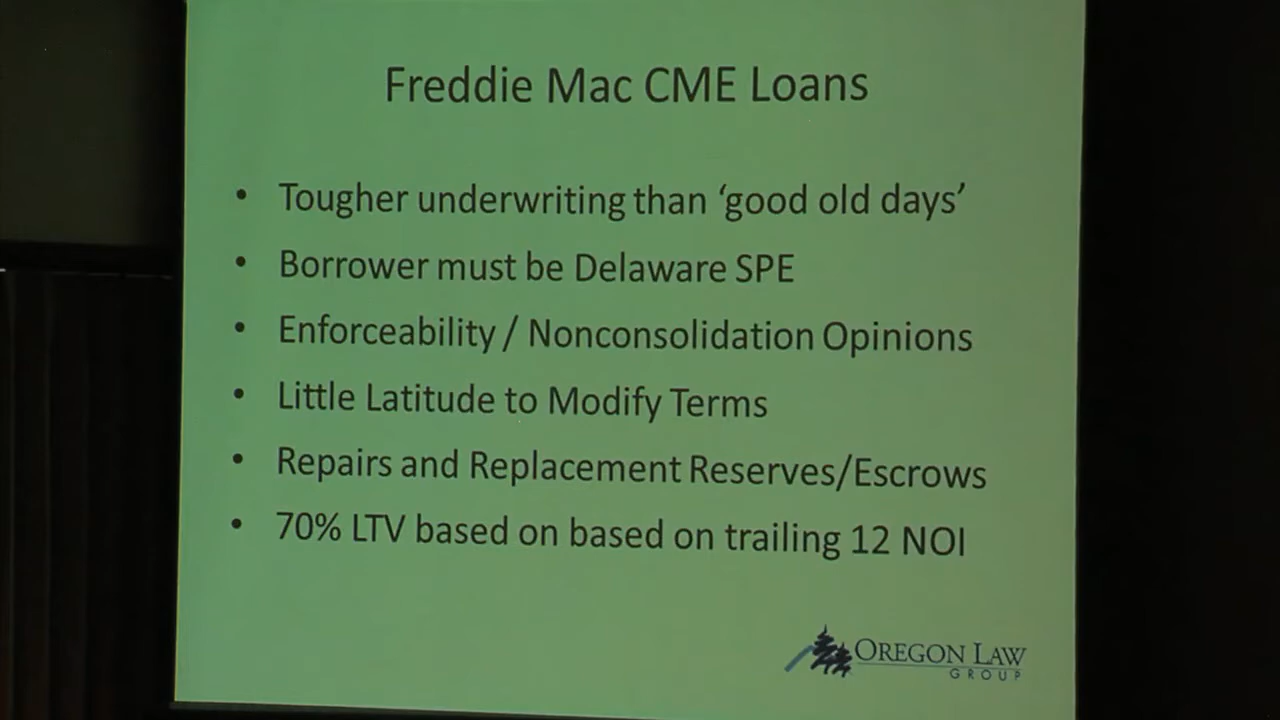 Freddie Mac CME Loans
• Tougher underwriting than ‘good old days’
• Borrower must be Delaware SPE
• Enforceability / Nonconsolidation Opinions
• Little Latitude to Modify Terms
• Repairs and Replacement Reserves/Escrows
• 70% LTV based on based on trailing 12 NOI
OREGON LAW
GROUP